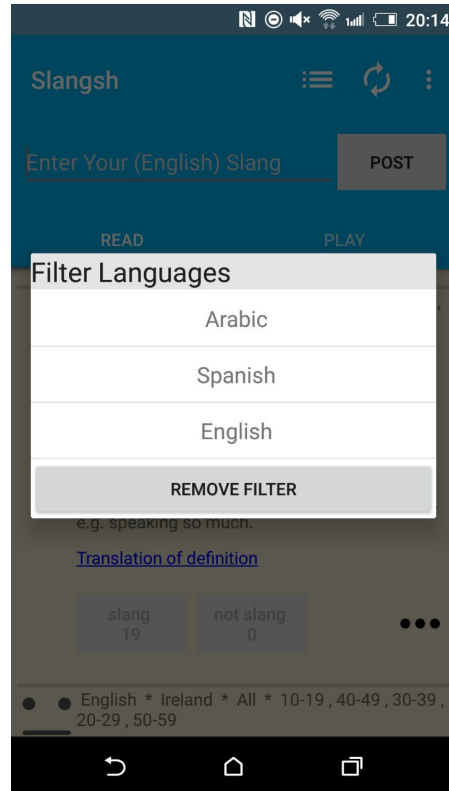 20:14
Slangsh
Enter Your (English) Slang
POST
READ
PLAY
Filter Languages
Arabic
Spanish
English
REMOVE FILTER
e.g. speaking so much.
Translation of definition
slang
19
not slang
0
English * Ireland * All * 10-19 , 40-49 , 30-39 ,
20-29 , 50-59